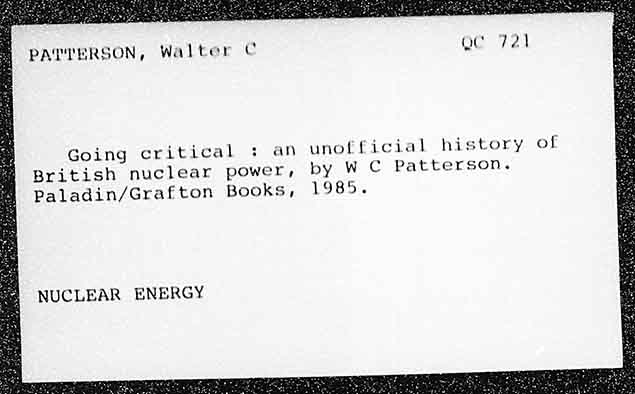 PATTERSON, Walter C QC 721
Going critical : an unofficial history of
British nuclear power, by W C Patterson.
Paladin/Grafton Books, 1985.
NUCLEAR ENERGY